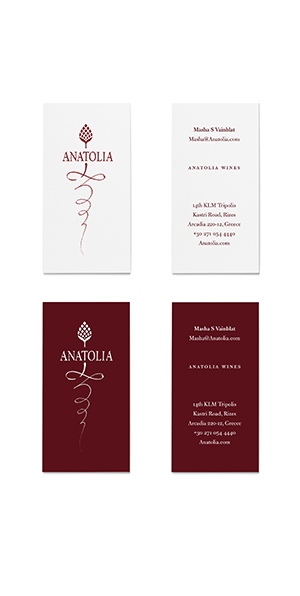 ANATOLIA
Masha S Vainblat
Masha@Anatolia.com
ANATOLIA WINES
14th KLM Tripolis
Kastri Road, Rizes
Arcadia 220-12, Greece
+30 271 054 4440
Anatolia.com
ANATOLIA
Masha S Vainblat
Masha@Anatolia.com
ANATOLIA WINES
14th KLM Tripolis
Kastri Road, Rizes
Arcadia 220-12, Greece
+30 271 054 4440
Anatolia.com